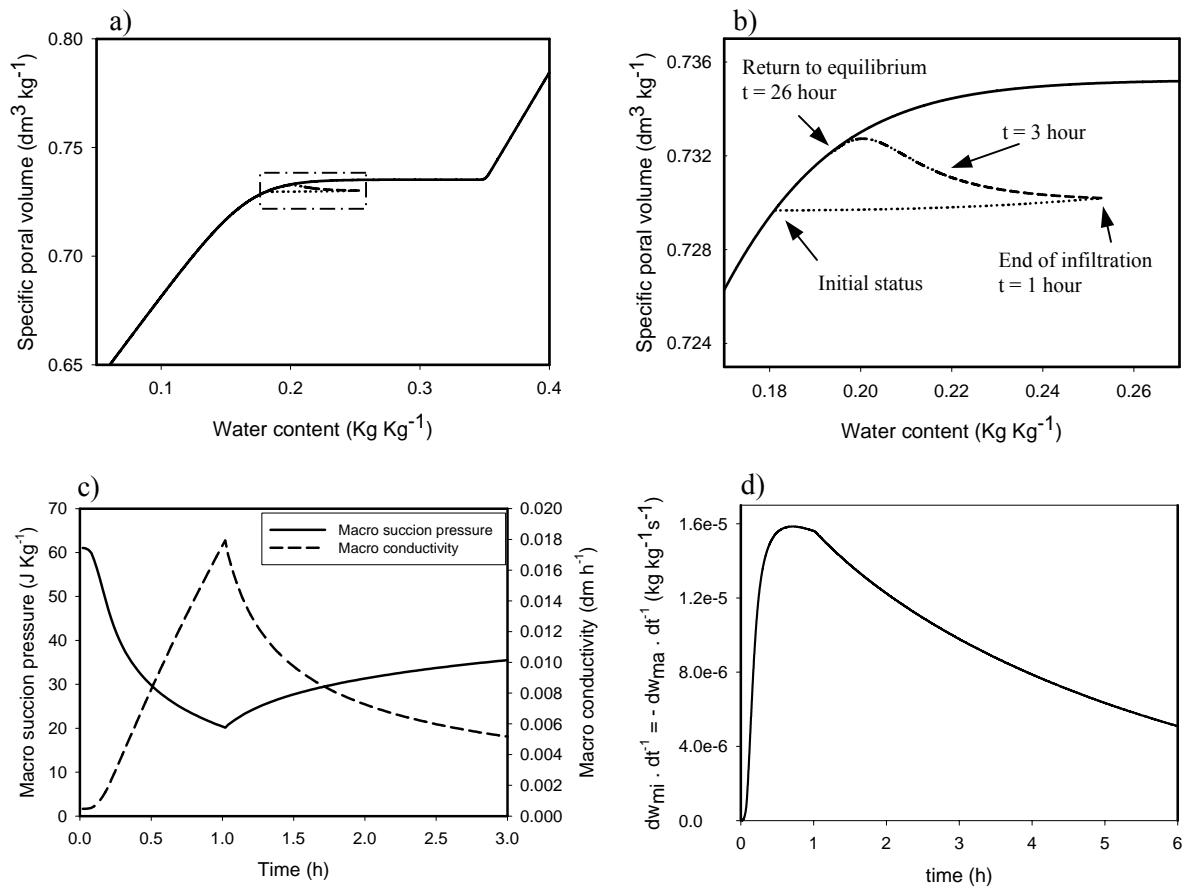 a)
Specific poral volume (dm3 kg-1)
0.80
0.75
0.70
0.65
0.1
0.2
0.3
0.4
Water content (Kg Kg-1)
b)
Specific poral volume (dm3 kg-1)
0.736
0.732
0.728
0.724
Return to equilibrium
t = 26 hour
t = 3 hour
Initial status
End of infiltration
t = 1 hour
0.18
0.20
0.22
0.24
0.26
Water content (Kg Kg-1)
c)
Macro suction pressure (J Kg-1)
70
60
50
40
30
20
10
0
Macro succion pressure
Macro conductivity
0.020
0.018
0.016
0.014
0.012
0.010
0.008
0.006
0.004
0.002
0.000
Macro conductivity (dm h-1)
0.0
0.5
1.0
1.5
2.0
2.5
3.0
Time (h)
d)
dwmi · dt-1 = - dwma · dt-1 (kg kg-1s-1)
1.6e-5
1.2e-5
8.0e-6
4.0e-6
0.0
0
1
2
3
4
5
6
time (h)